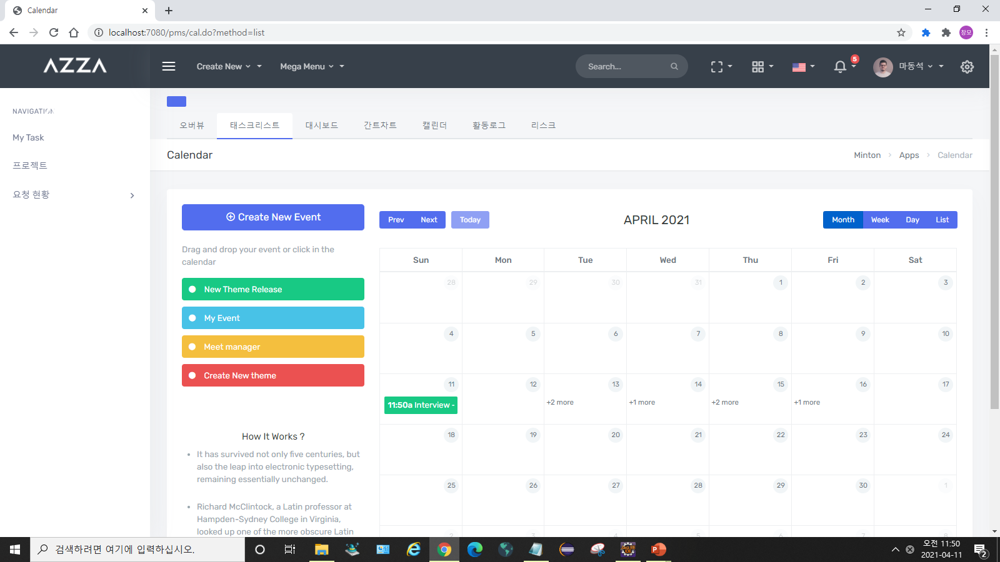 Calendar
localhost:7080/pms/cal.do?method=list
창모
AZZA
Create New
Mega Menu
Search...
5
마동석
NAVIGATION
My Task
프로젝트
요청 현황
오버뷰
태스크리스트
대시보드
간트차트
캘린더
활동로그
리스크
Calendar
Minton > Apps > Calendar
Create New Event
Drag and drop your event or click in the
calendar
New Theme Release
My Event
Meet manager
Create New theme
How It Works ?
It has survived not only five centuries, but
also the leap into electronic typesetting,
remaining essentially unchanged.
Richard McClintock, a Latin professor at
Hampden-Sydney College in Virginia,
looked up one of the more obscure Latin
Prev Next Today
APRIL 2021
Month Week Day List
Sun Mon Tue Wed Thu Fri Sat
28 29 30 31 1 2 3
4 5 6 7 8 9 10
11 12 13 14 15 16 17
11:50a Interview -
+2 more +1 more +2 more +1 more
18 19 20 21 22 23 24
25 26 27 28 29 30 1
2 3 4 5 6 7 8
검색하려면 여기에 입력하십시오.
오전 11:50
2021-04-11
2